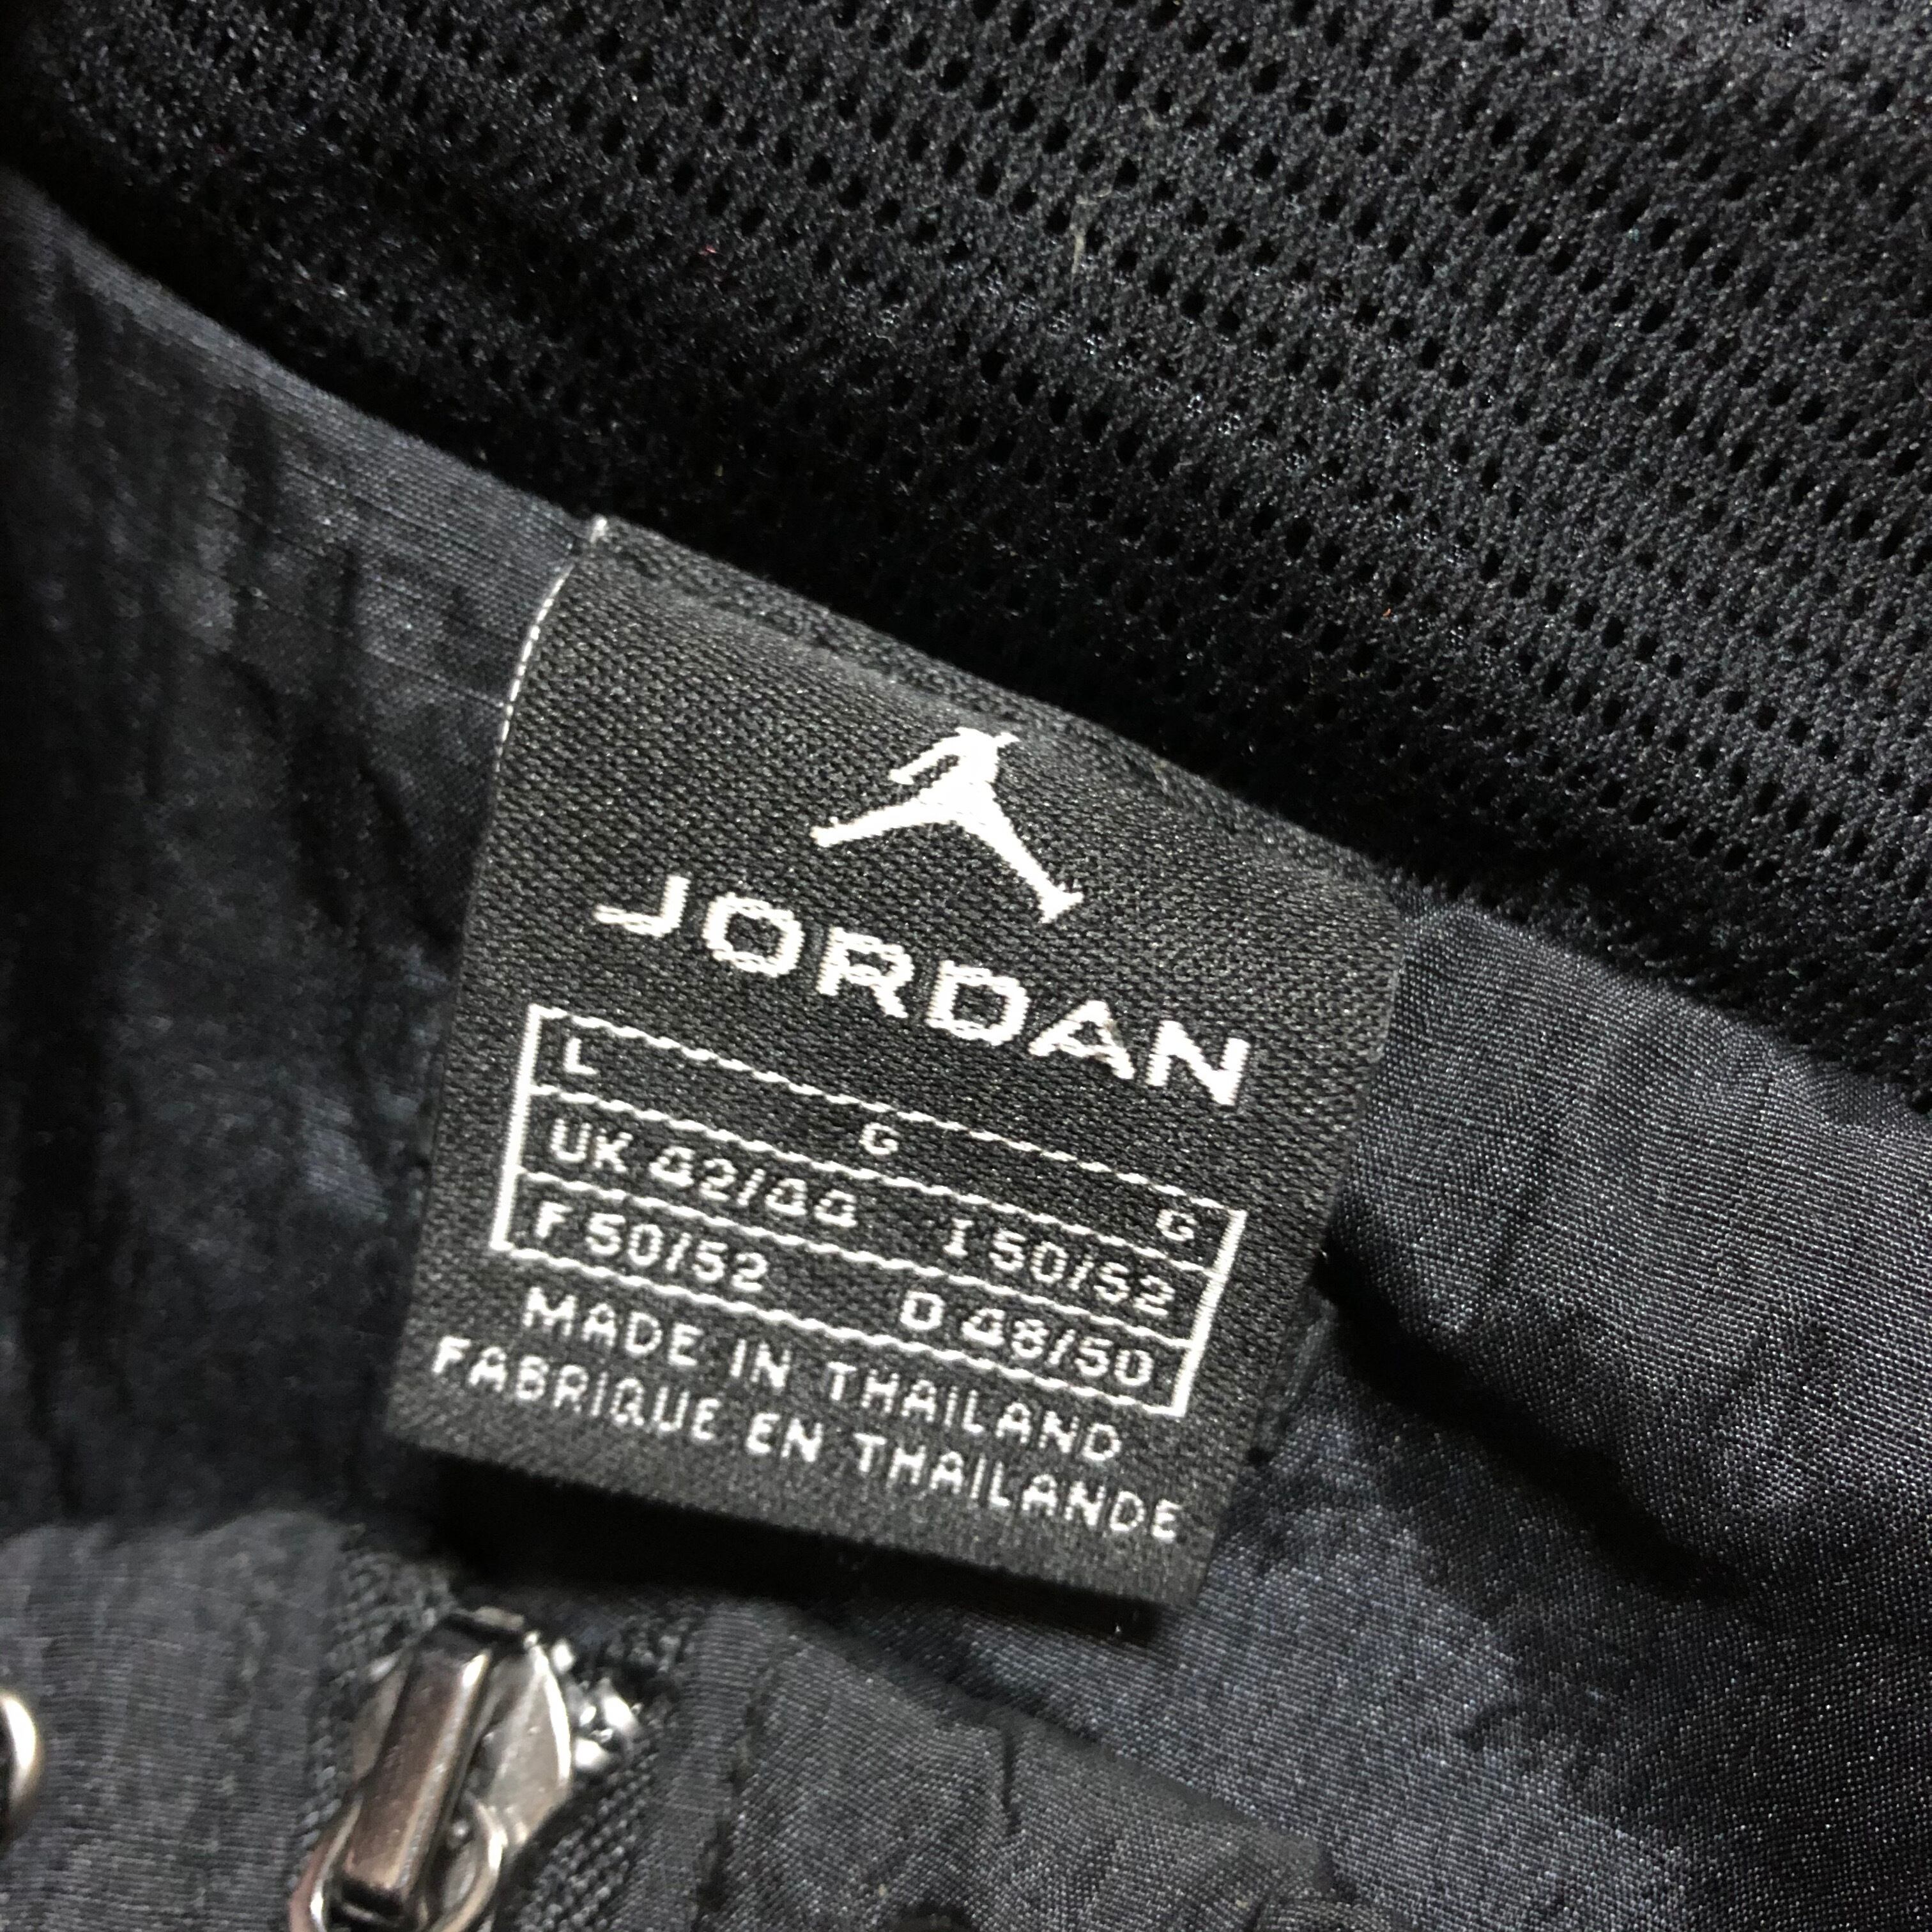 JORDAN
L G G
UK 42/44 I 50/52
F 50/52 D 48/50
MADE IN THAILAND
FABRIQUE EN THAILANDE